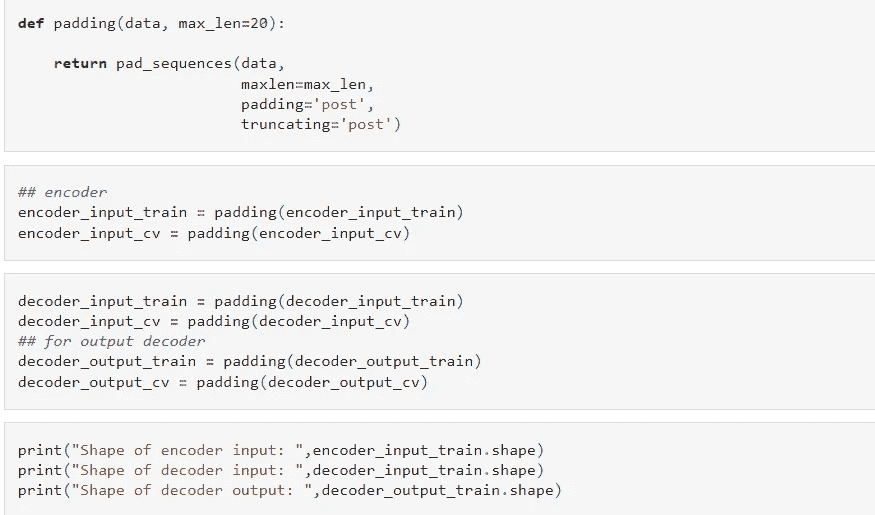 def padding(data, max_len=20):
return pad_sequences(data,
maxlen=max_len,
padding='post',
truncating='post')
## encoder
encoder_input_train = padding(encoder_input_train)
encoder_input_cv = padding(encoder_input_cv)
decoder_input_train = padding(decoder_input_train)
decoder_input_cv = padding(decoder_input_cv)
## for output decoder
decoder_output_train = padding(decoder_output_train)
decoder_output_cv = padding(decoder_output_cv)
print("Shape of encoder input: ",encoder_input_train.shape)
print("Shape of decoder input: ",decoder_input_train.shape)
print("Shape of decoder output: ",decoder_output_train.shape)